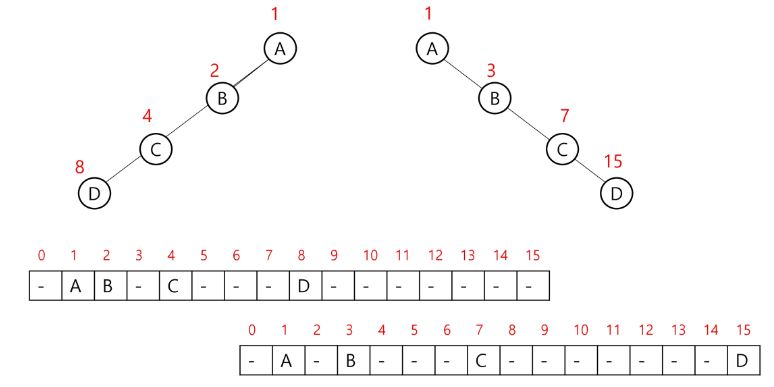 1 1
A A
2 3
B B
4 7
C C
8 15
D D
0 1 2 3 4 5 6 7 8 9 10 11 12 13 14 15
- A B - C - - - D - - - - - - -
0 1 2 3 4 5 6 7 8 9 10 11 12 13 14 15
- A - B - - - C - - - - - - - D